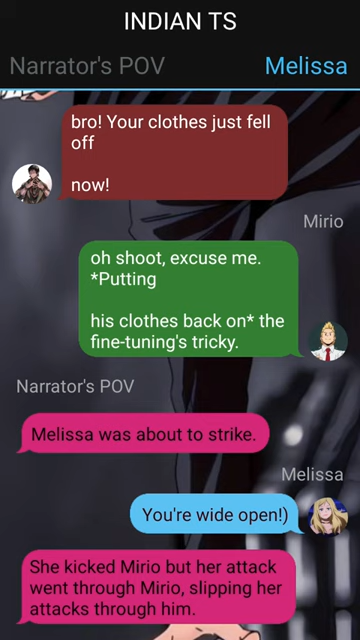 INDIAN TS
Narrator's POV
Melissa
bro! Your clothes just fell
off
now!
Mirio
oh shoot, excuse me.
*Putting
his clothes back on* the
fine-tuning's tricky.
Narrator's POV
Melissa was about to strike.
Melissa
You're wide open!)
She kicked Mirio but her attack
went through Mirio, slipping her
attacks through him.